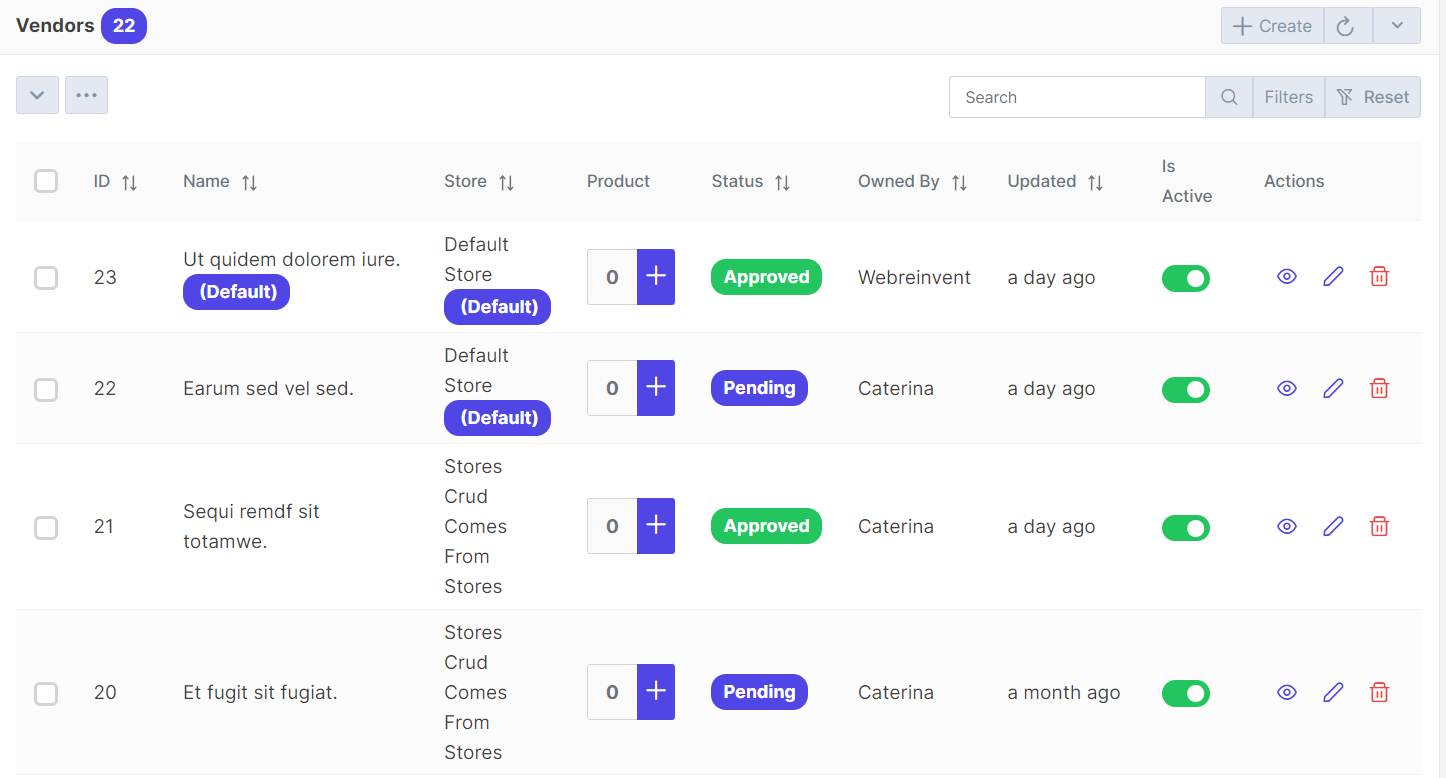 Vendors 22
Create
Search
Filters
Reset
ID Name Store Product Status Owned By Updated Is Active Actions
23
Ut quidem dolorem iure.
(Default)
Default
Store
(Default)
0
Approved
Webreinvent
a day ago
22
Earum sed vel sed.
Default
Store
(Default)
0
Pending
Caterina
a day ago
21
Sequi remdf sit
totamwe.
Stores
Crud
Comes
From
Stores
0
Approved
Caterina
a day ago
20
Et fugit sit fugiat.
Stores
Crud
Comes
From
Stores
0
Pending
Caterina
a month ago